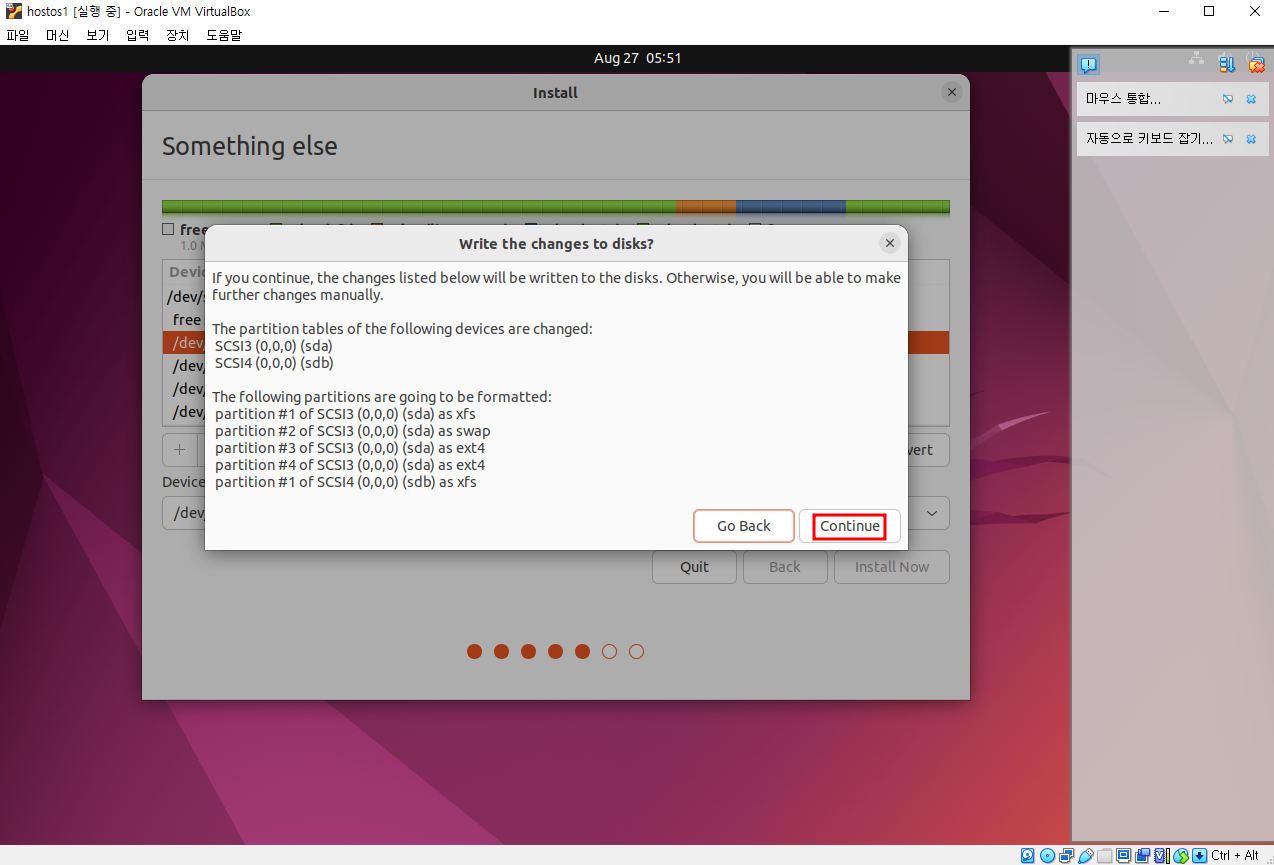 hostos1 [실행 중] - Oracle VM VirtualBox
파일 머신 보기 입력 장치 도움말
Aug 27 05:51
Install
Something else
free
1.0
Write the changes to disks?
If you continue, the changes listed below will be written to the disks. Otherwise, you will be able to make
further changes manually.
The partition tables of the following devices are changed:
SCSI3 (0,0,0) (sda)
SCSI4 (0,0,0) (sdb)
The following partitions are going to be formatted:
partition #1 of SCSI3 (0,0,0) (sda) as xfs
partition #2 of SCSI3 (0,0,0) (sda) as swap
partition #3 of SCSI3 (0,0,0) (sda) as ext4
partition #4 of SCSI3 (0,0,0) (sda) as ext4
partition #1 of SCSI4 (0,0,0) (sdb) as xfs
Go Back Continue
Devic
/dev/s
free
/dev/
/dev/
/dev/
/dev/
+ vert
Device
/dev/
Quit Back Install Now
마우스 통합...
자동으로 키보드 잡기...
Ctrl + Alt